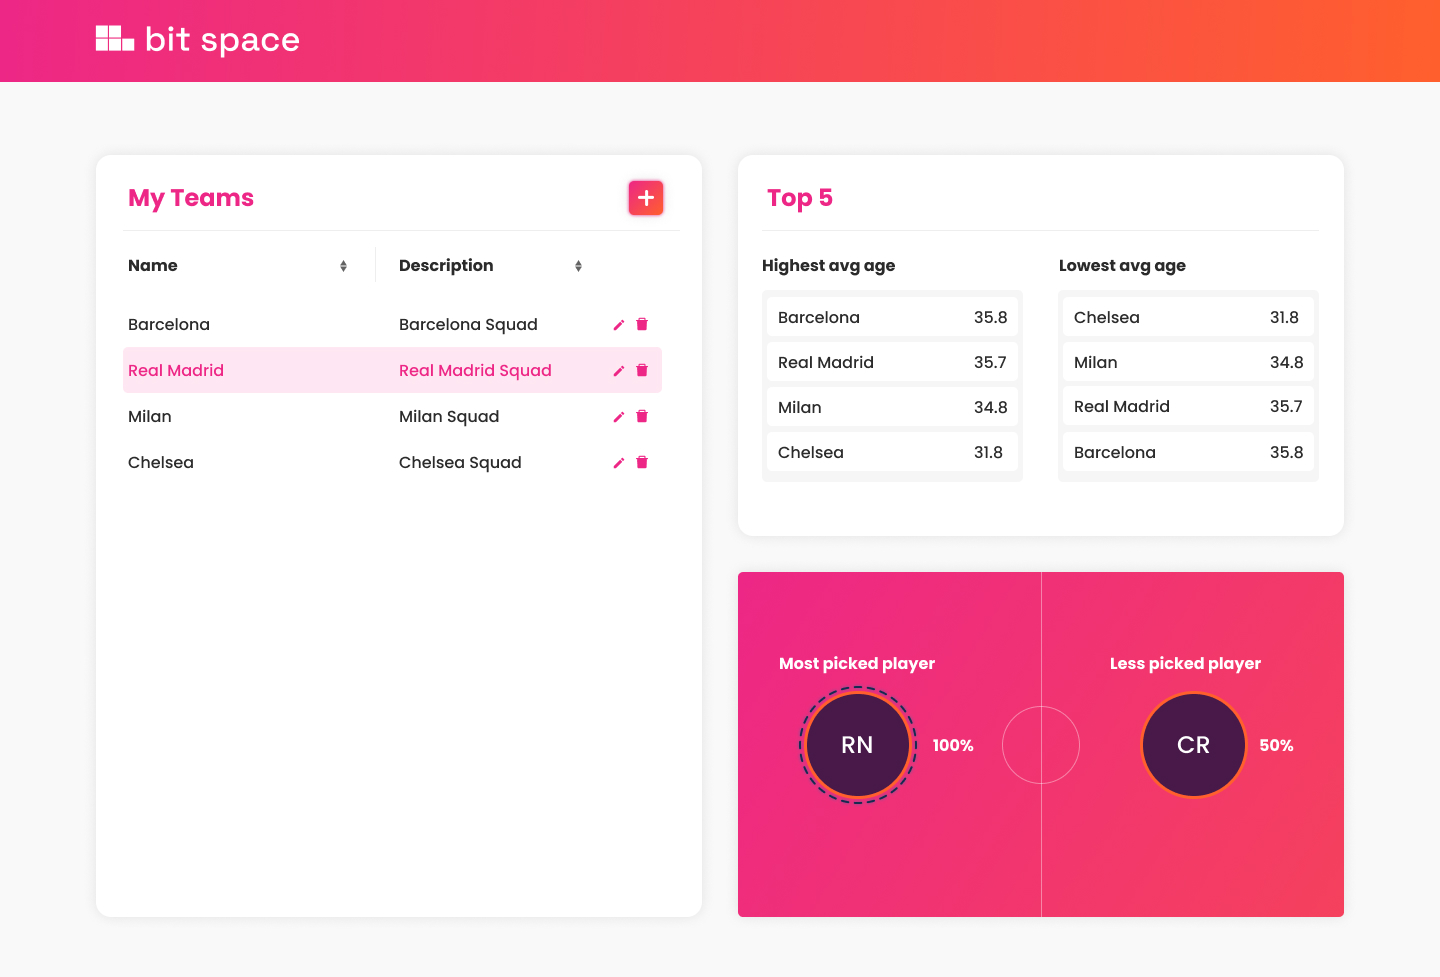 bit space
My Teams
Name Description
Barcelona Barcelona Squad
Real Madrid Real Madrid Squad
Milan Milan Squad
Chelsea Chelsea Squad
Top 5
Highest avg age
Barcelona 35.8
Real Madrid 35.7
Milan 34.8
Chelsea 31.8
Lowest avg age
Chelsea 31.8
Milan 34.8
Real Madrid 35.7
Barcelona 35.8
Most picked player
RN 100%
Less picked player
CR 50%